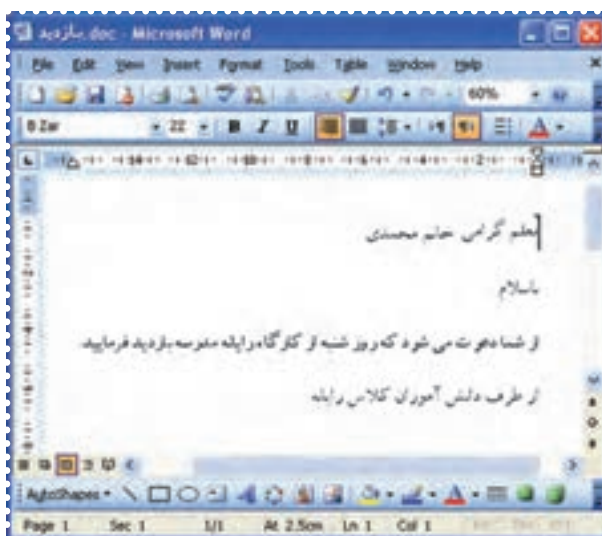 بازدید.doc - Microsoft Word
File Edit View Insert Format Tools Table Window Help
60%
B Zar 22 B I U A
معلم گرامی خانم محمدی
باسلام
از شما دعوت می شود که روز شنبه از کارگاه رایانه مدرسه بازدید فرمایید.
از طرف دانش آموزان کلاس رایانه
AutoShapes
Page 1 Sec 1 1/1 At 2.5cm Ln 1 Col 1